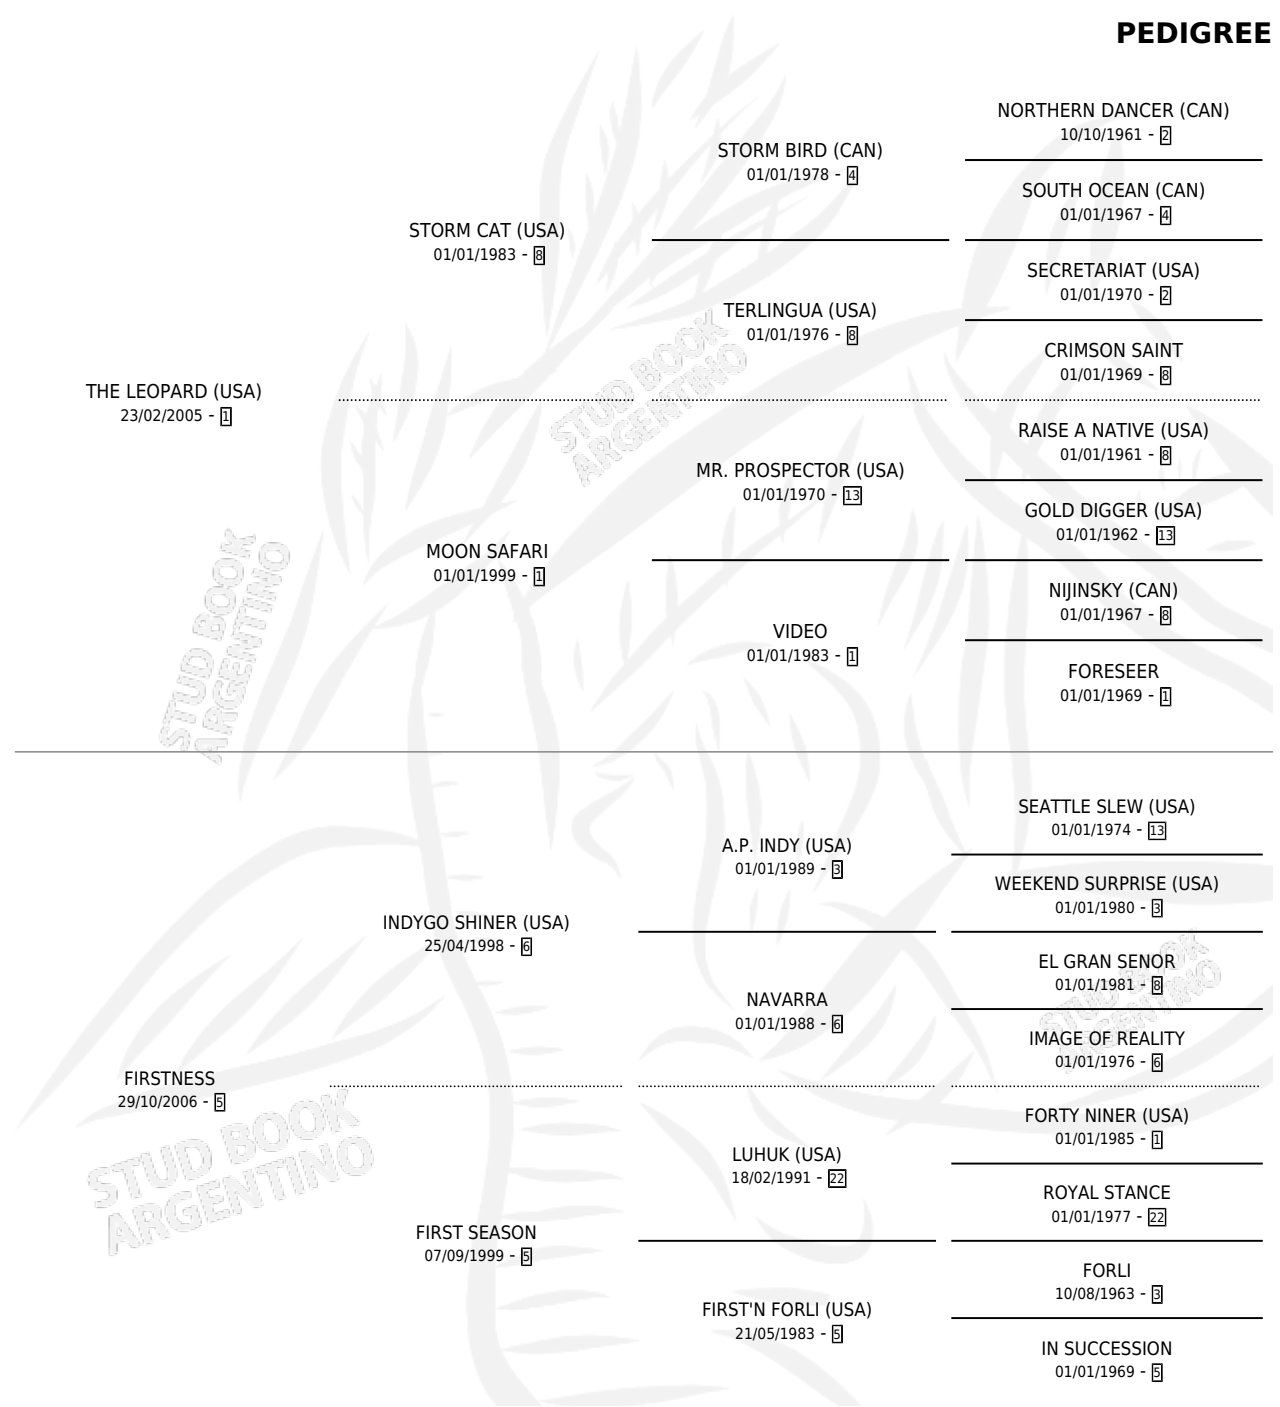 PEDIGREE
NORTHERN DANCER (CAN)
10/10/1961 - 2
STORM BIRD (CAN)
01/01/1978 - 4
SOUTH OCEAN (CAN)
01/01/1967 - 4
STORM CAT (USA)
01/01/1983 - 8
SECRETARIAT (USA)
01/01/1970 - 2
TERLINGUA (USA)
01/01/1976 - 8
CRIMSON SAINT
01/01/1969 - 8
THE LEOPARD (USA)
23/02/2005 - 1
RAISE A NATIVE (USA)
01/01/1961 - 8
MR. PROSPECTOR (USA)
01/01/1970 - 13
GOLD DIGGER (USA)
01/01/1962 - 13
MOON SAFARI
01/01/1999 - 1
NIJINSKY (CAN)
01/01/1967 - 8
VIDEO
01/01/1983 - 1
FORESEER
01/01/1969 - 1
SEATTLE SLEW (USA)
01/01/1974 - 13
A.P. INDY (USA)
01/01/1989 - 3
WEEKEND SURPRISE (USA)
01/01/1980 - 3
INDYGO SHINER (USA)
25/04/1998 - 6
EL GRAN SENOR
01/01/1981 - 8
NAVARRA
01/01/1988 - 6
IMAGE OF REALITY
01/01/1976 - 6
FIRSTNESS
29/10/2006 - 5
FORTY NINER (USA)
01/01/1985 - 1
LUHUK (USA)
18/02/1991 - 22
ROYAL STANCE
01/01/1977 - 22
FIRST SEASON
07/09/1999 - 5
FORLI
10/08/1963 - 3
FIRST'N FORLI (USA)
21/05/1983 - 5
IN SUCCESSION
01/01/1969 - 5
STUD BOOK
ARGENTINO
STUD BOOK
ARGENTINO
STUD BOOK
ARGENTINO
STUD BOOK
ARGENTINO